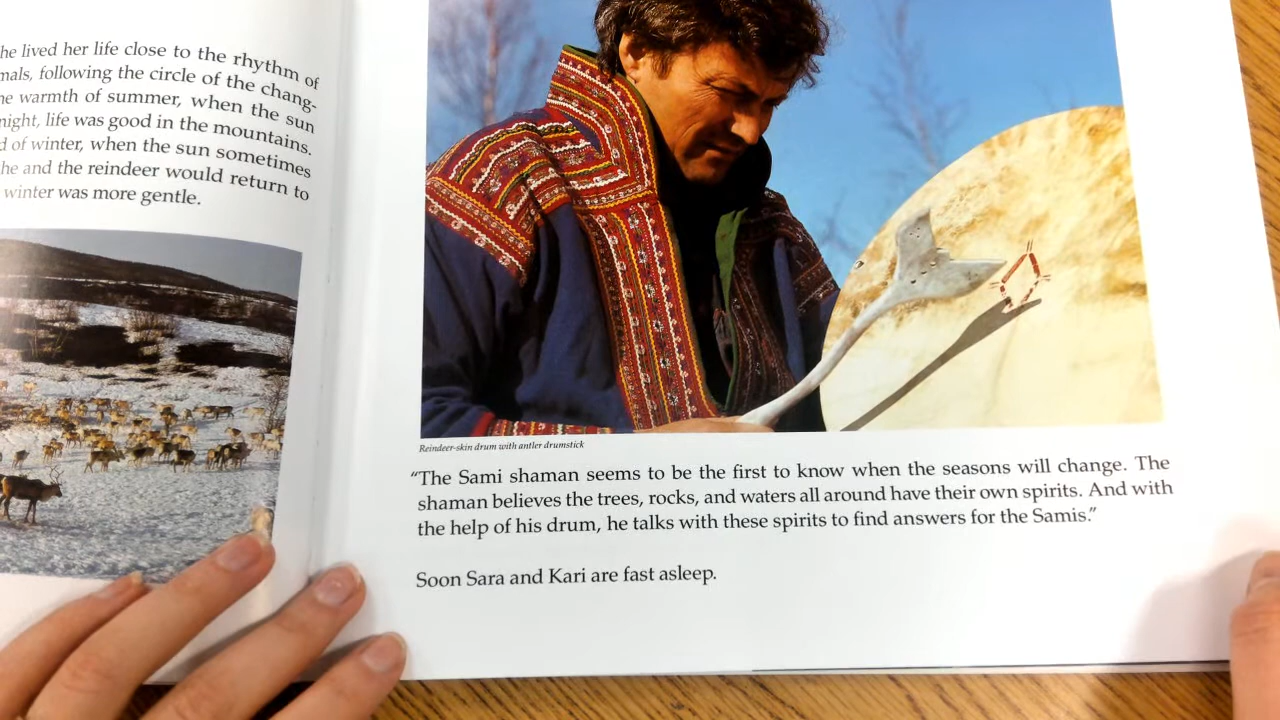 he lived her life close to the rhythm of
mals, following the circle of the chang-
he warmth of summer, when the sun
night, life was good in the mountains.
d of winter, when the sun sometimes
he and the reindeer would return to
winter was more gentle.
Reindeer-skin drum with antler drumstick
“The Sami shaman seems to be the first to know when the seasons will change. The
shaman believes the trees, rocks, and waters all around have their own spirits. And with
the help of his drum, he talks with these spirits to find answers for the Samis.”
Soon Sara and Kari are fast asleep.